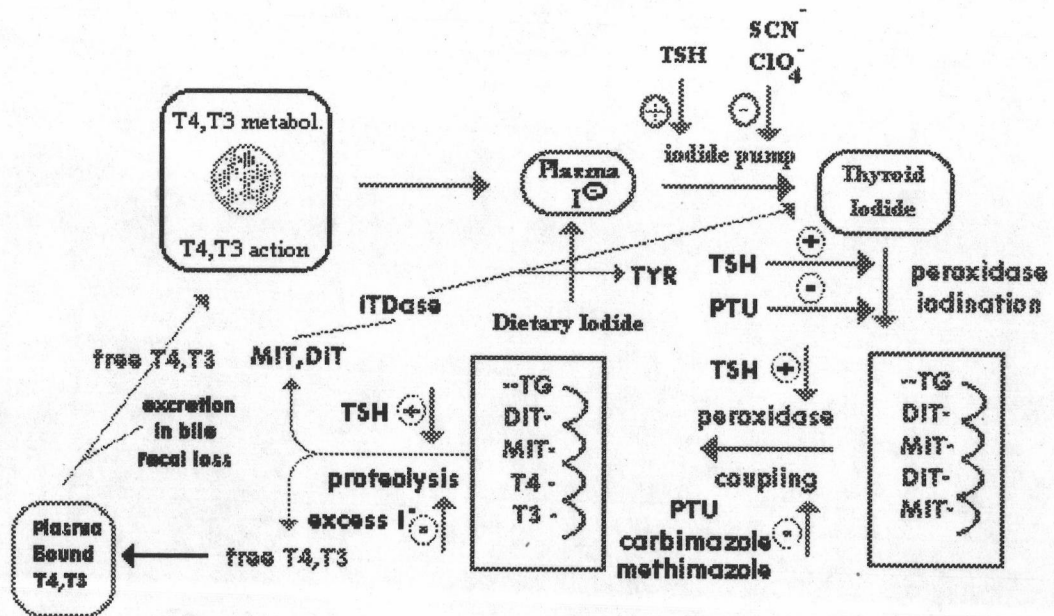 SCN-
TSH
ClO4-
+
-
T4,T3 metabol.
T4,T3 action
Plasma
I-
iodide pump
Thyroid
Iodide
TSH
+
peroxidase
iodination
PTU
-
TYR
iTDase
Dietary Iodide
free T4,T3
MIT,DIT
excretion
in bile
Fecal loss
TSH +
proteolysis
excess I- -
free T4,T3
Plasma
Bound
T4,T3
--TG
DIT-
MIT-
T4 -
T3 -
TSH +
peroxidase
coupling
PTU
carbimazole -
methimazole
--TG
DIT-
MIT-
DIT-
MIT-